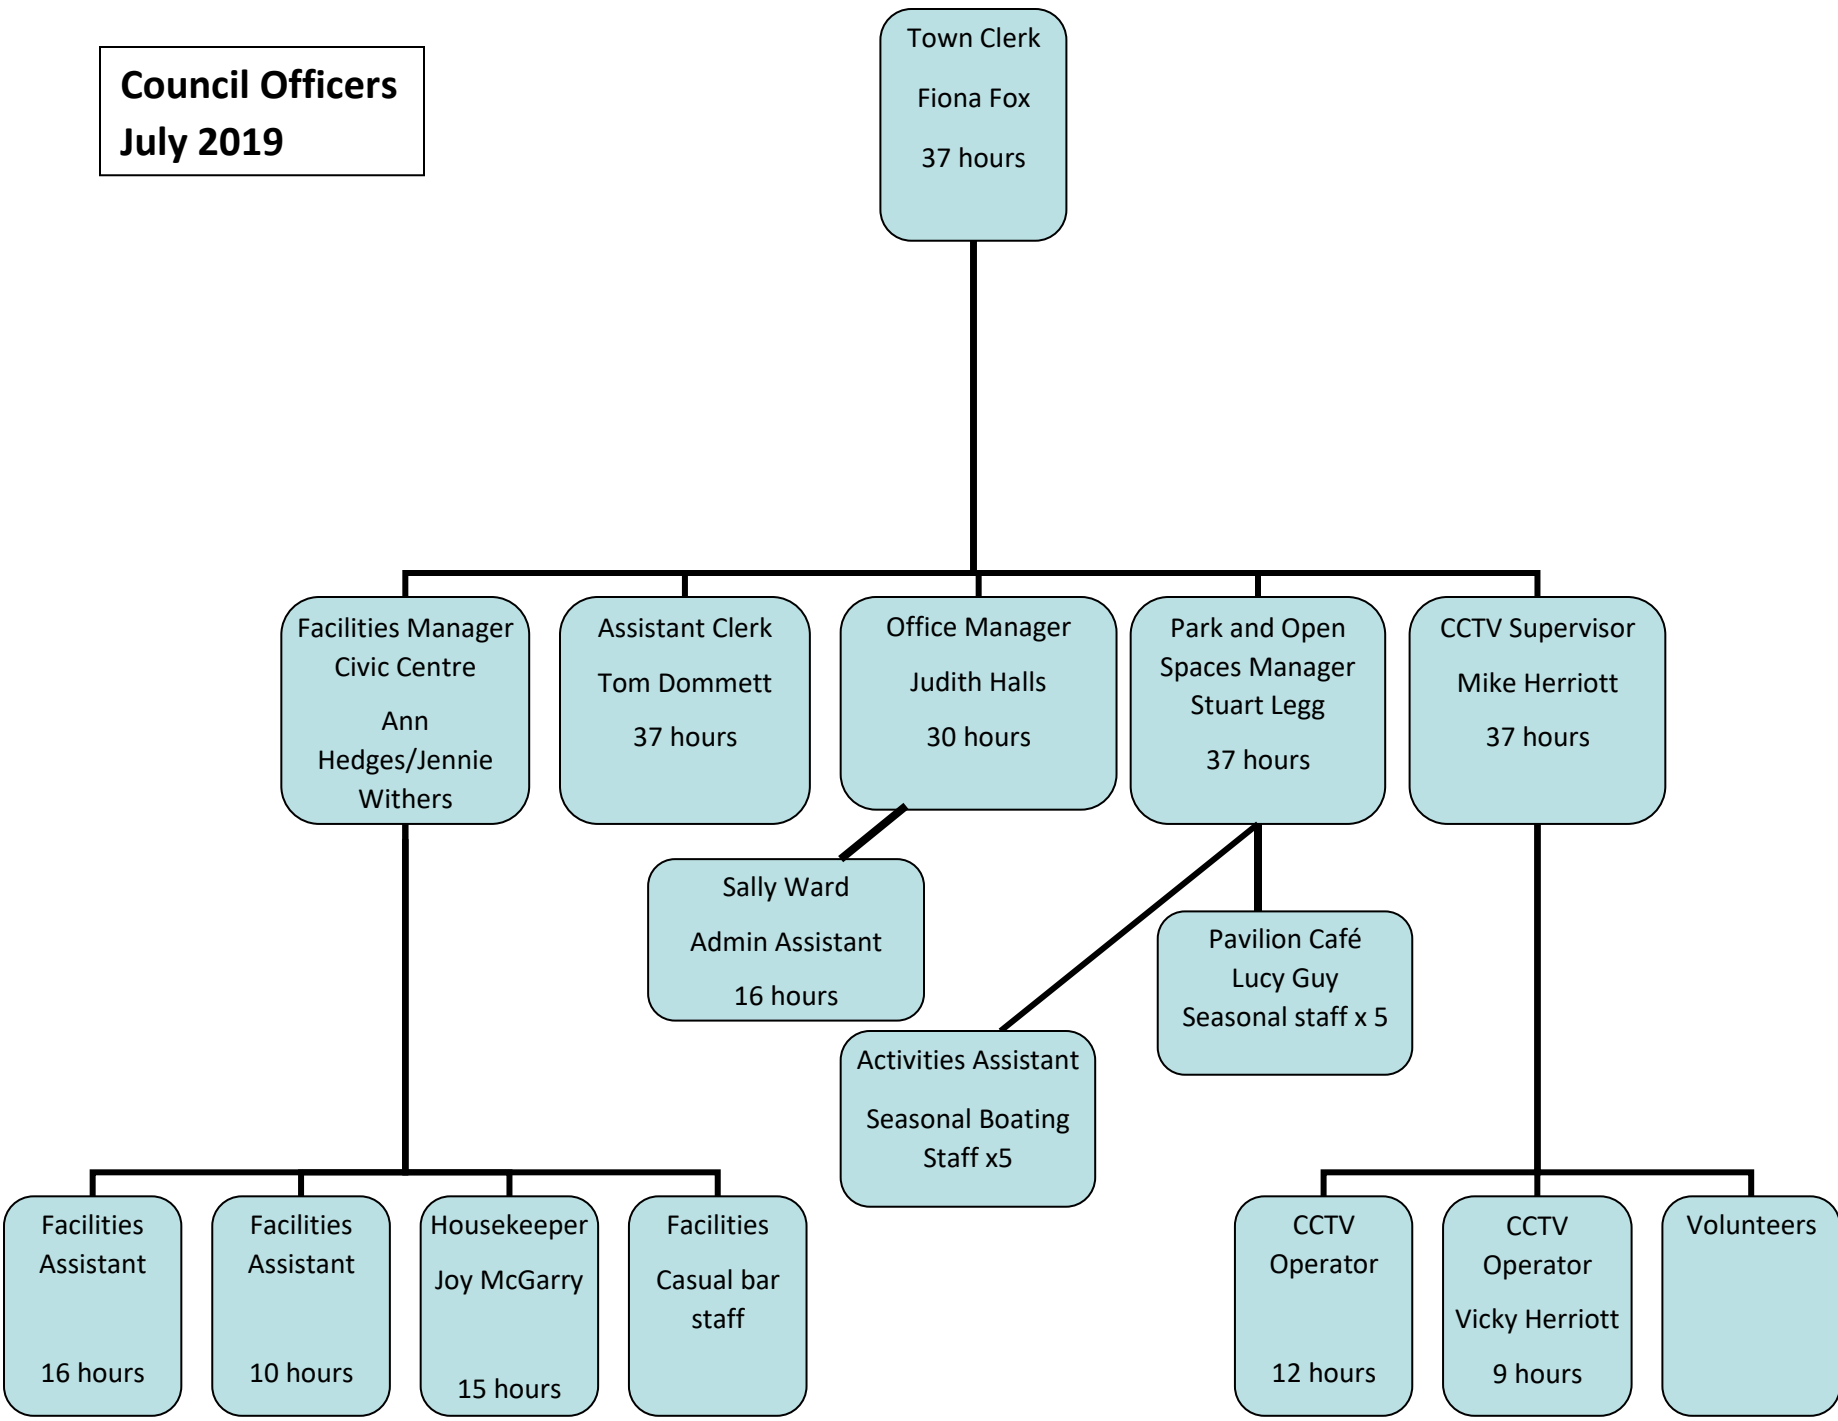 Council Officers
July 2019
Town Clerk
Fiona Fox
37 hours
Facilities Manager
Civic Centre
Ann
Hedges/Jennie
Withers
Assistant Clerk
Tom Dommett
37 hours
Office Manager
Judith Halls
30 hours
Park and Open
Spaces Manager
Stuart Legg
37 hours
CCTV Supervisor
Mike Herriott
37 hours
Sally Ward
Admin Assistant
16 hours
Pavilion Café
Lucy Guy
Seasonal staff x 5
Activities Assistant
Seasonal Boating
Staff x5
Facilities
Assistant
16 hours
Facilities
Assistant
10 hours
Housekeeper
Joy McGarry
15 hours
Facilities
Casual bar
staff
CCTV
Operator
12 hours
CCTV
Operator
Vicky Herriott
9 hours
Volunteers